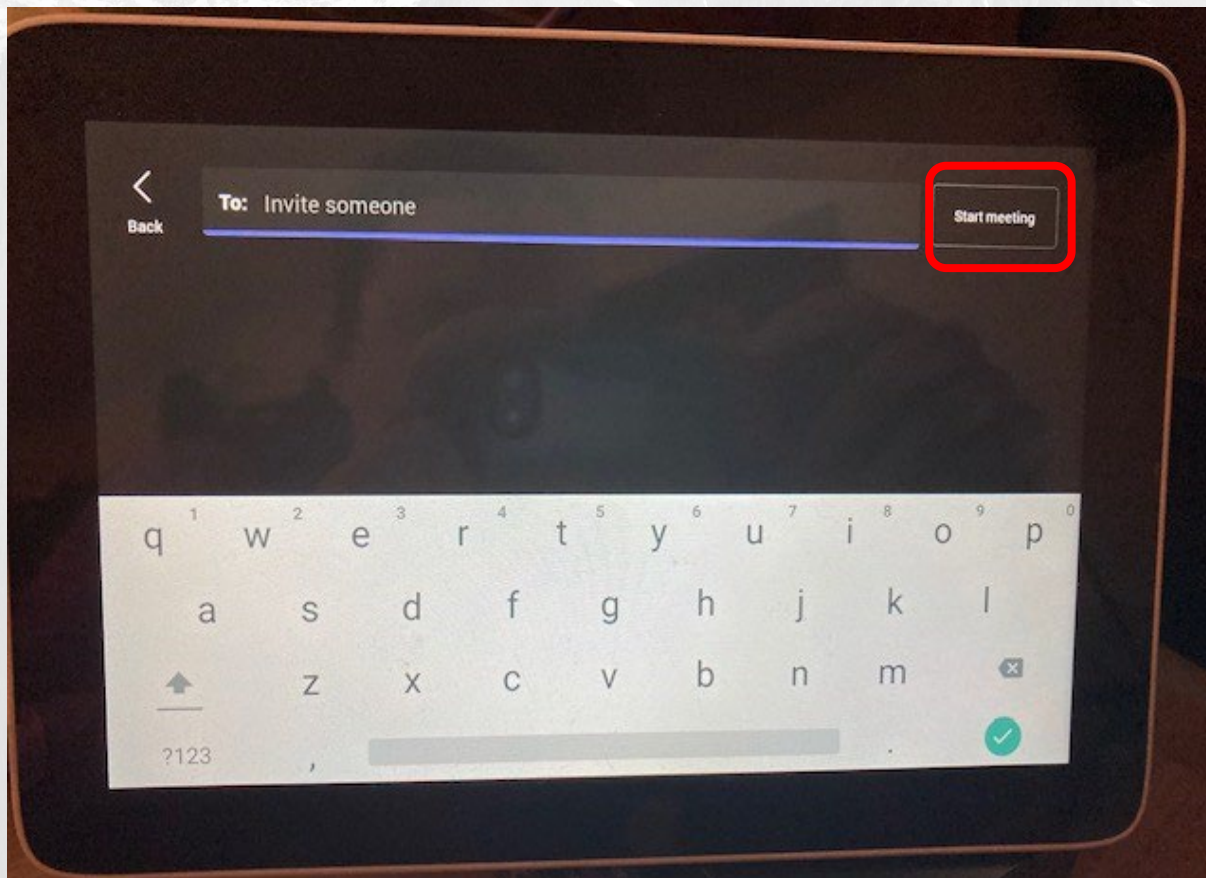 Back
To: Invite someone
Start meeting
q 1 w 2 e 3 r 4 t 5 y 6 u 7 i 8 o 9 p 0
a s d f g h j k l
z x c v b n m
?123 , .